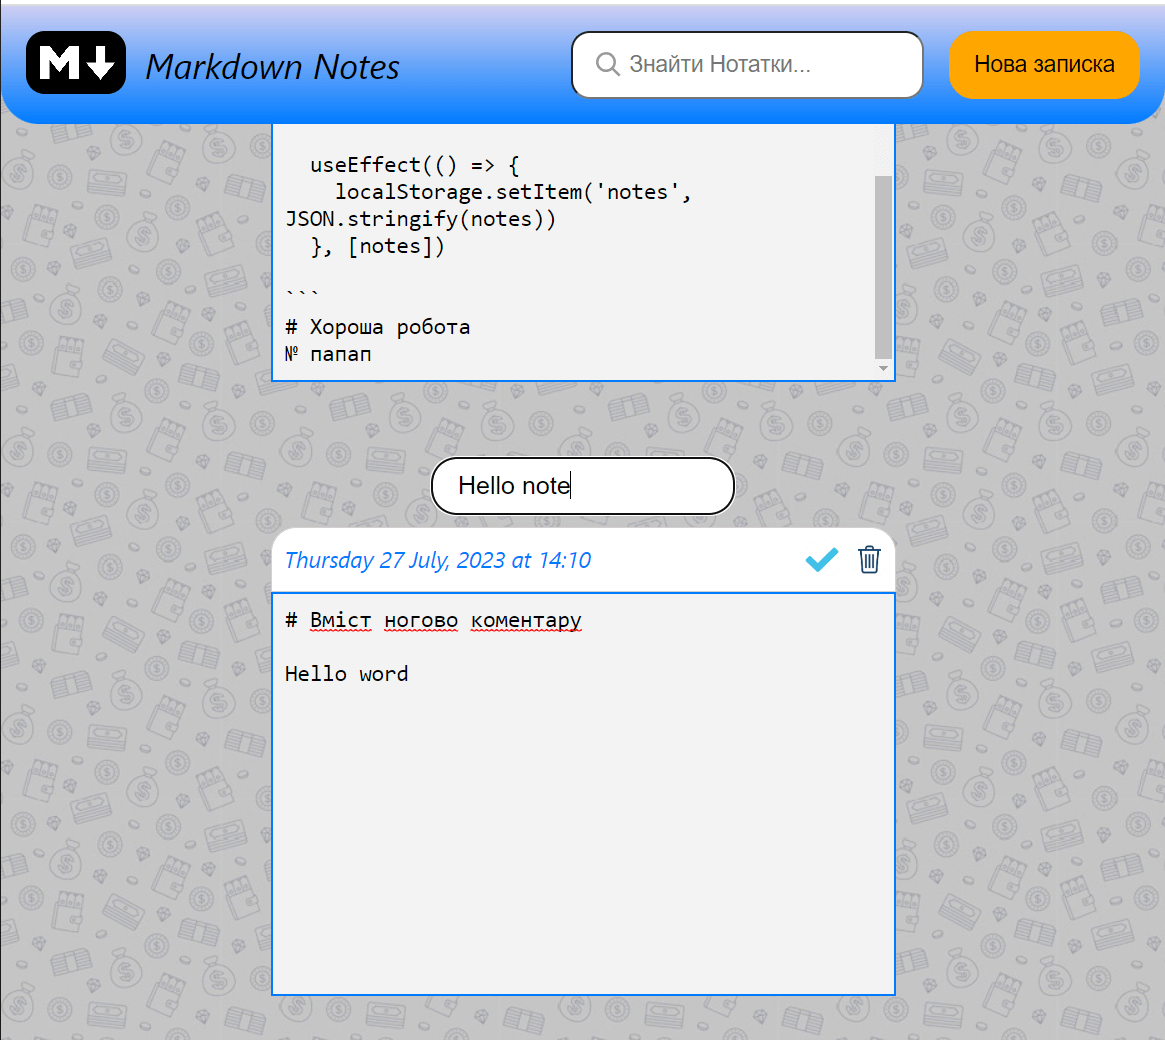 M
Markdown Notes
Знайти Нотатки...
Нова записка
useEffect(() => {
localStorage.setItem('notes',
JSON.stringify(notes))
}, [notes])
```
# Хороша робота
№ папап
Hello note
Thursday 27 July, 2023 at 14:10
# Вміст ногово коментару
Hello word